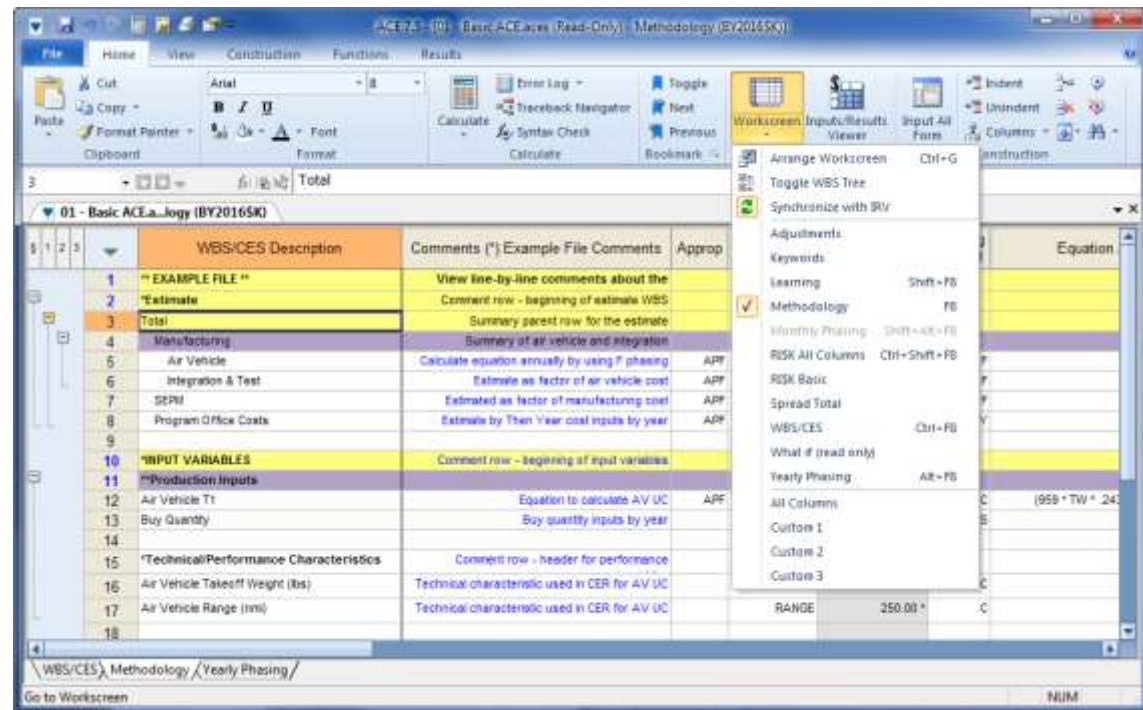 ACE 7.5 - [01 - Basic ACE.aces (Read-Only) - Methodology (BY2016$K)]
File Home View Construction Functions Results
Paste
Cut
Copy
Format Painter
Clipboard
Arial 8
B I U
A Font
Format
Calculate
Error Log
Traceback Navigator
Syntax Check
Calculate
Toggle
Next
Previous
Bookmark
Workscreen
Inputs/Results Viewer
Input All Form
Indent
Unindent
Columns
Construction
3 Total
01 - Basic ACE.a...logy (BY2016$K)
$ 1 2 3 WBS/CES Description Comments (*) Example File Comments Approp Equation
1 ** EXAMPLE FILE ** View line-by-line comments about the
2 *Estimate Comment row - beginning of estimate WBS
3 Total Summary parent row for the estimate
4 Manufacturing Summary of air vehicle and integration
5 Air Vehicle Calculate equation annually by using F phasing APF
6 Integration & Test Estimate as factor of air vehicle cost APF
7 SEPM Estimated as factor of manufacturing cost APF
8 Program Office Costs Estimate by Then Year cost inputs by year APF
9
10 *INPUT VARIABLES Comment row - beginning of input variables
11 **Production Inputs
12 Air Vehicle T1 Equation to calculate AV UC APF C (959 * TW ^ .24
13 Buy Quantity Buy quantity inputs by year
14
15 *Technical/Performance Characteristics Comment row - header for performance
16 Air Vehicle Takeoff Weight (lbs) Technical characteristic used in CER for AV UC C
17 Air Vehicle Range (nmi) Technical characteristic used in CER for AV UC RANGE 250.00 * C
18
Arrange Workscreen Ctrl+G
Toggle WBS Tree
Synchronize with IRV
Adjustments
Keywords
Learning Shift+F8
Methodology F8
Monthly Phasing Shift+Alt+F8
RISK All Columns Ctrl+Shift+F8
RISK Basic
Spread Total
WBS/CES Ctrl+F8
What if (read only)
Yearly Phasing Alt+F8
All Columns
Custom 1
Custom 2
Custom 3
WBS/CES Methodology Yearly Phasing
Go to Workscreen NUM